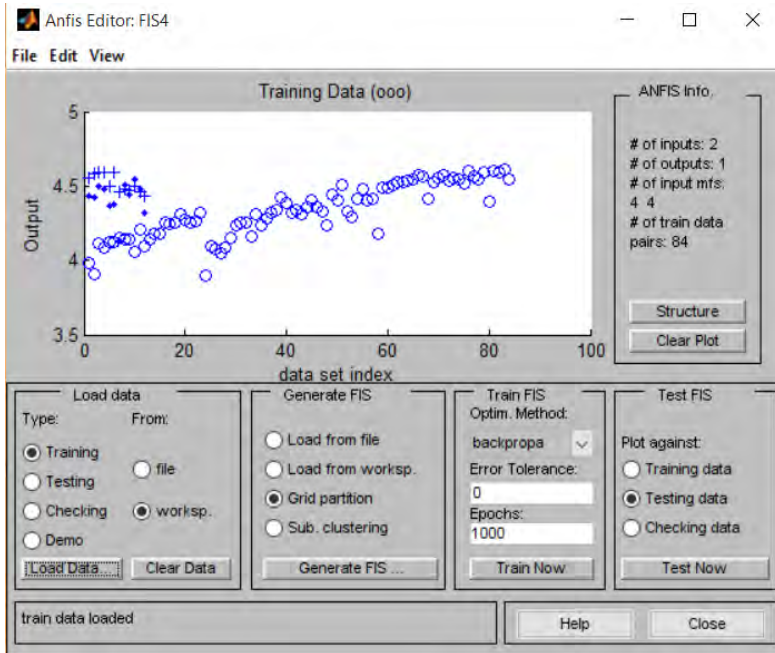 Anfis Editor: FIS4
File Edit View
Training Data (ooo)
5
4.5
4
3.5
Output
0
20
40
60
80
100
data set index
ANFIS Info.
# of inputs: 2
# of outputs: 1
# of input mfs:
4 4
# of train data
pairs: 84
Structure
Clear Plot
Load data
Type:
From:
Training
Testing
Checking
Demo
file
worksp.
Load Data...
Clear Data
Generate FIS
Load from file
Load from worksp.
Grid partition
Sub. clustering
Generate FIS ...
Train FIS
Optim. Method:
backpropa
Error Tolerance:
0
Epochs:
1000
Train Now
Test FIS
Plot against:
Training data
Testing data
Checking data
Test Now
train data loaded
Help
Close